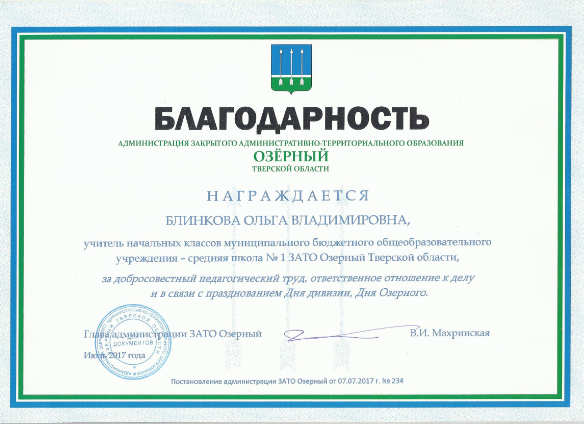 БЛАГОДАРНОСТЬ
АДМИНИСТРАЦИЯ ЗАКРЫТОГО АДМИНИСТРАТИВНО-ТЕРРИТОРИАЛЬНОГО ОБРАЗОВАНИЯ
ОЗЁРНЫЙ
ТВЕРСКОЙ ОБЛАСТИ
НАГРАЖДАЕТСЯ
БЛИНКОВА ОЛЬГА ВЛАДИМИРОВНА,
учитель начальных классов муниципального бюджетного общеобразовательного
учреждения – средняя школа № 1 ЗАТО Озерный Тверской области,
за добросовестный педагогический труд, ответственное отношение к делу
и в связи с празднованием Дня дивизии, Дня Озерного.
Глава администрации ЗАТО Озерный
В.И. Махринская
ДОКУМЕНТОВ
Июль 2017 года
Постановление администрации ЗАТО Озерный от 07.07.2017 г. № 234